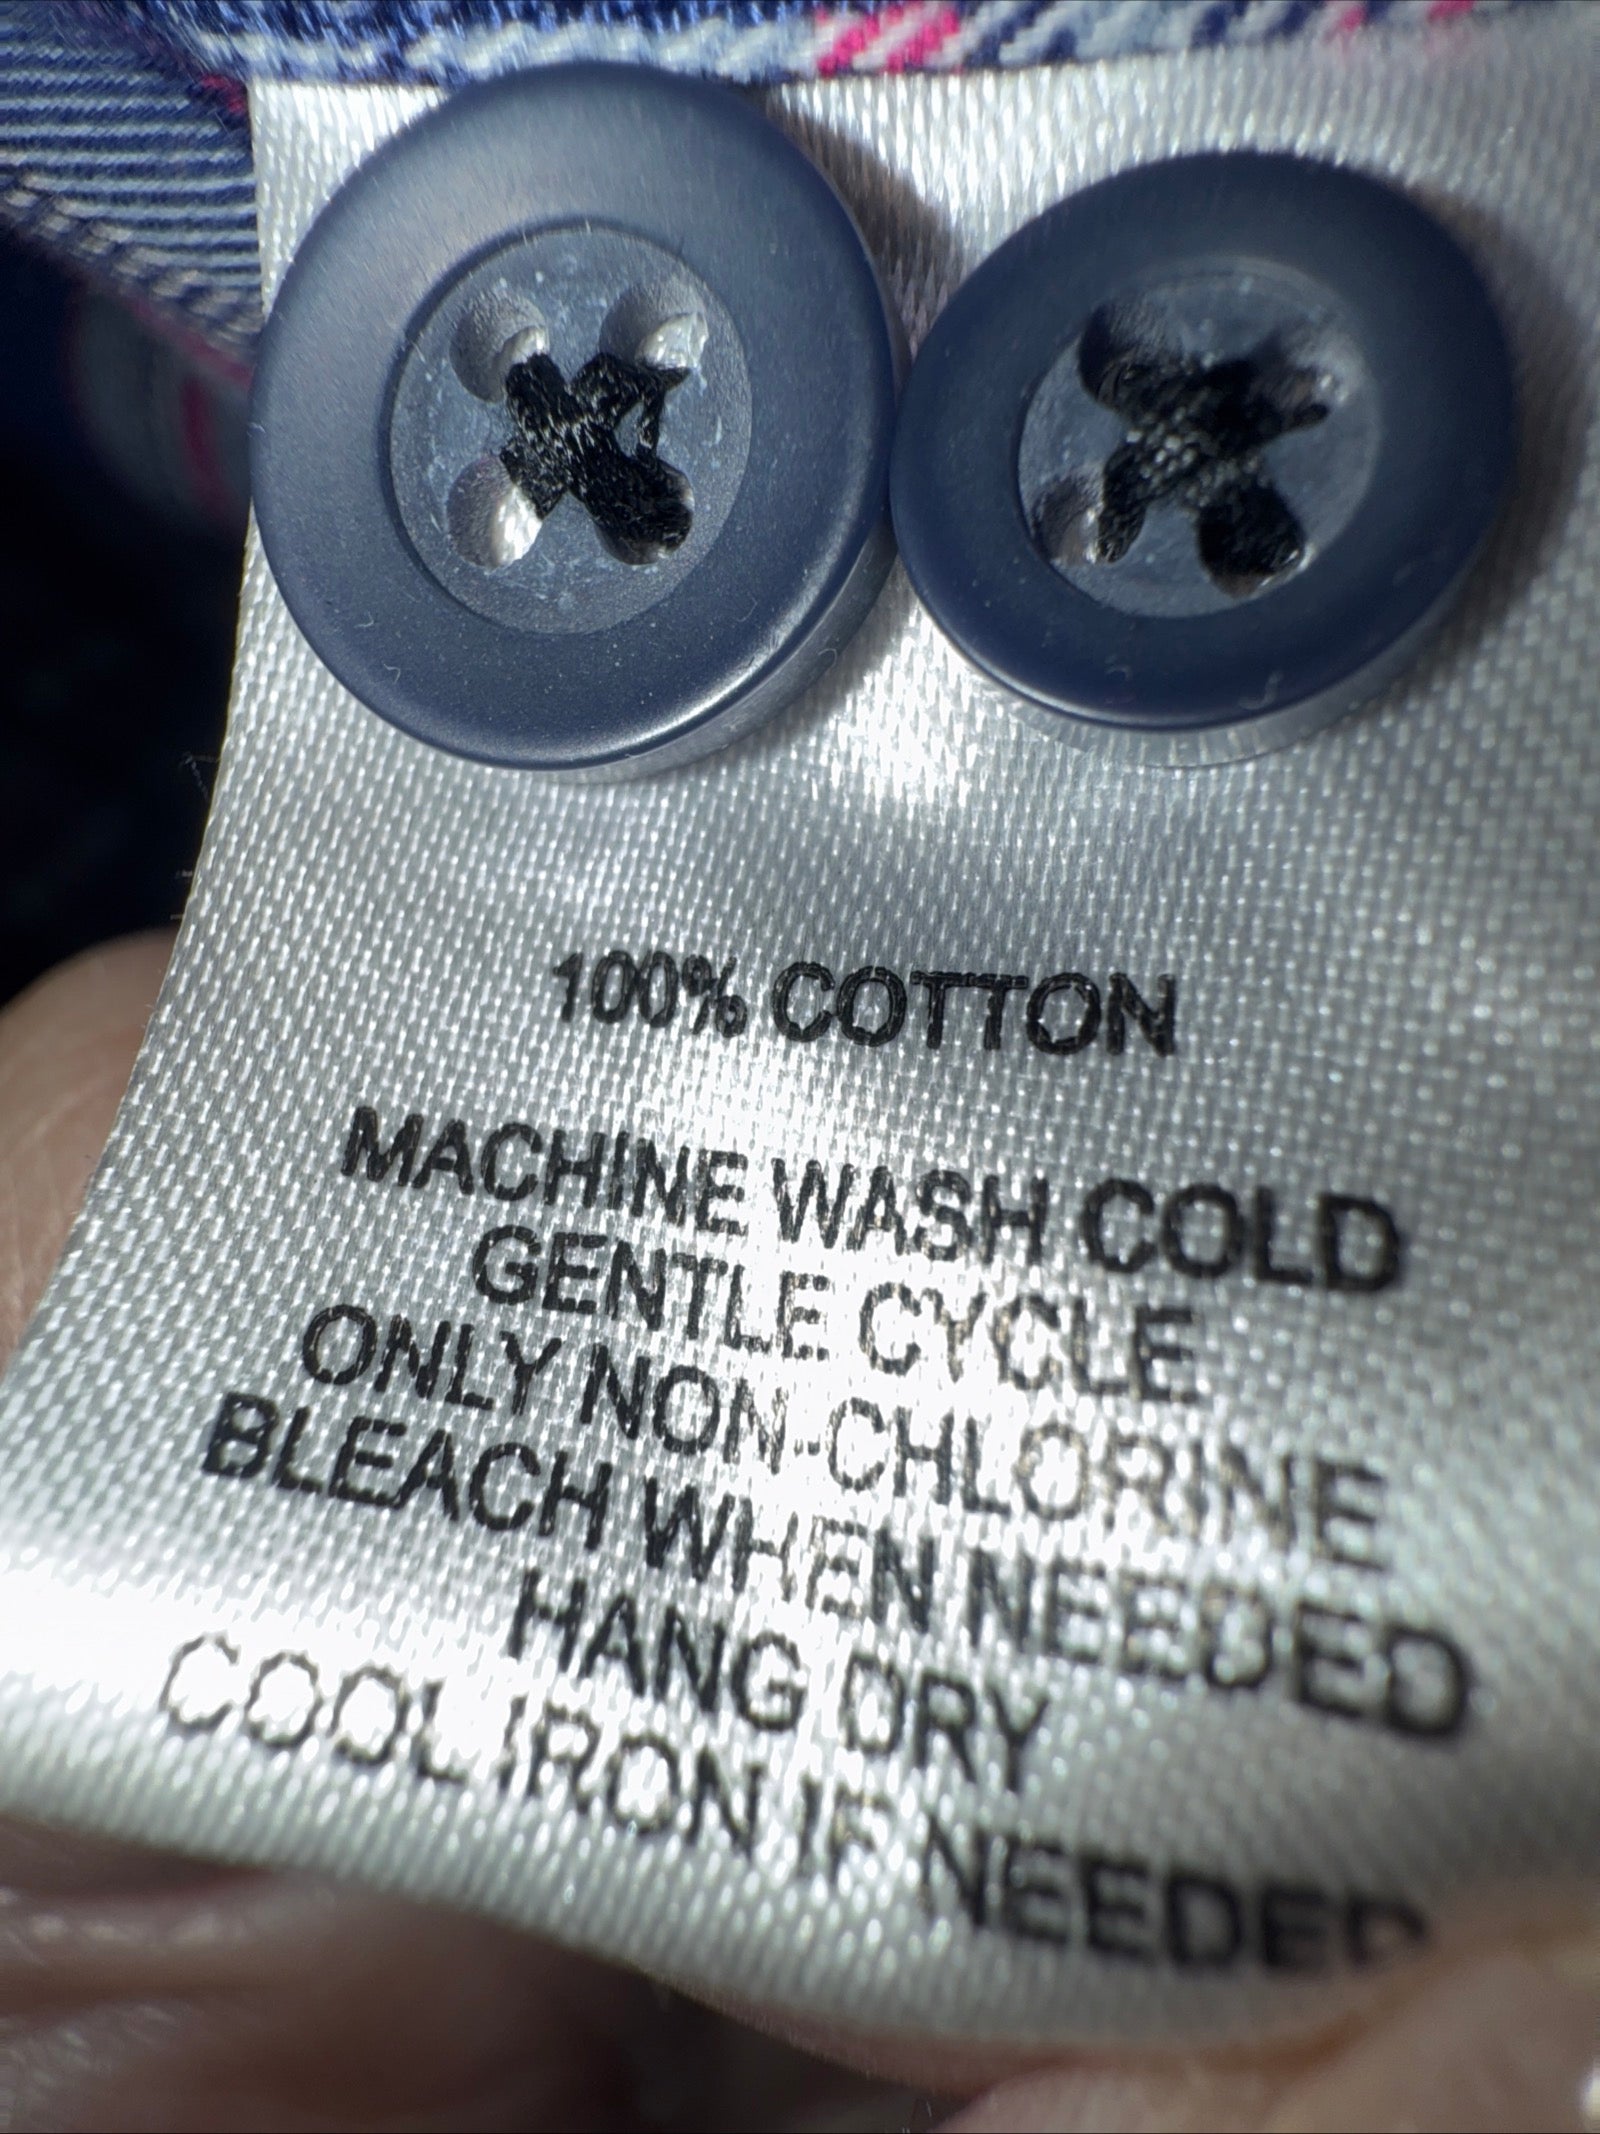 100% COTTON
MACHINE WASH COLD
GENTLE CYCLE
ONLY NON-CHLORINE
BLEACH WHEN NEEDED
HANG DRY
COOL IRON IF NEEDED